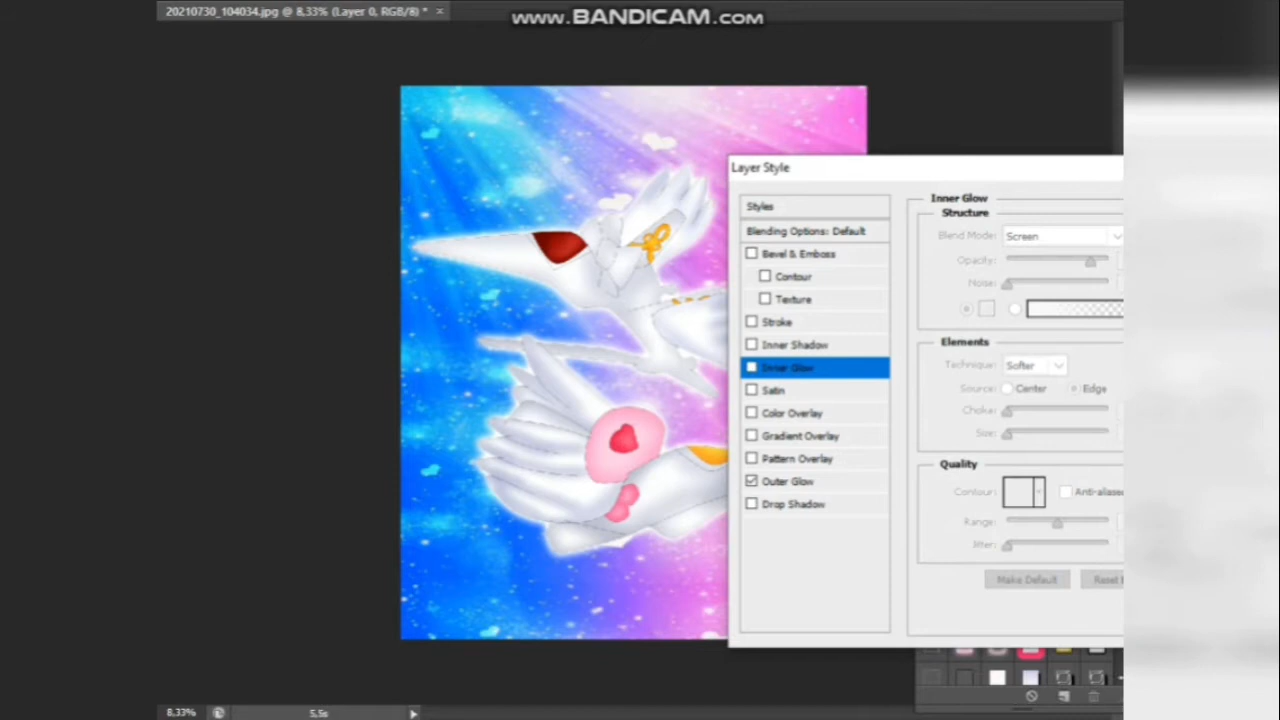 20210730_104034.jpg @ 8,33% (Layer 0, RGB/8) * ×
www.BANDICAM.com
Layer Style
Styles
Blending Options: Default
Bevel & Emboss
Contour
Texture
Stroke
Inner Shadow
Inner Glow
Satin
Color Overlay
Gradient Overlay
Pattern Overlay
Outer Glow
Drop Shadow
Inner Glow
Structure
Blend Mode: Screen
Opacity:
Noise:
Elements
Technique: Softer
Source: Center Edge
Choke:
Size:
Quality
Contour: Anti-aliased
Range:
Jitter:
Make Default Reset
8,33% 5,5s